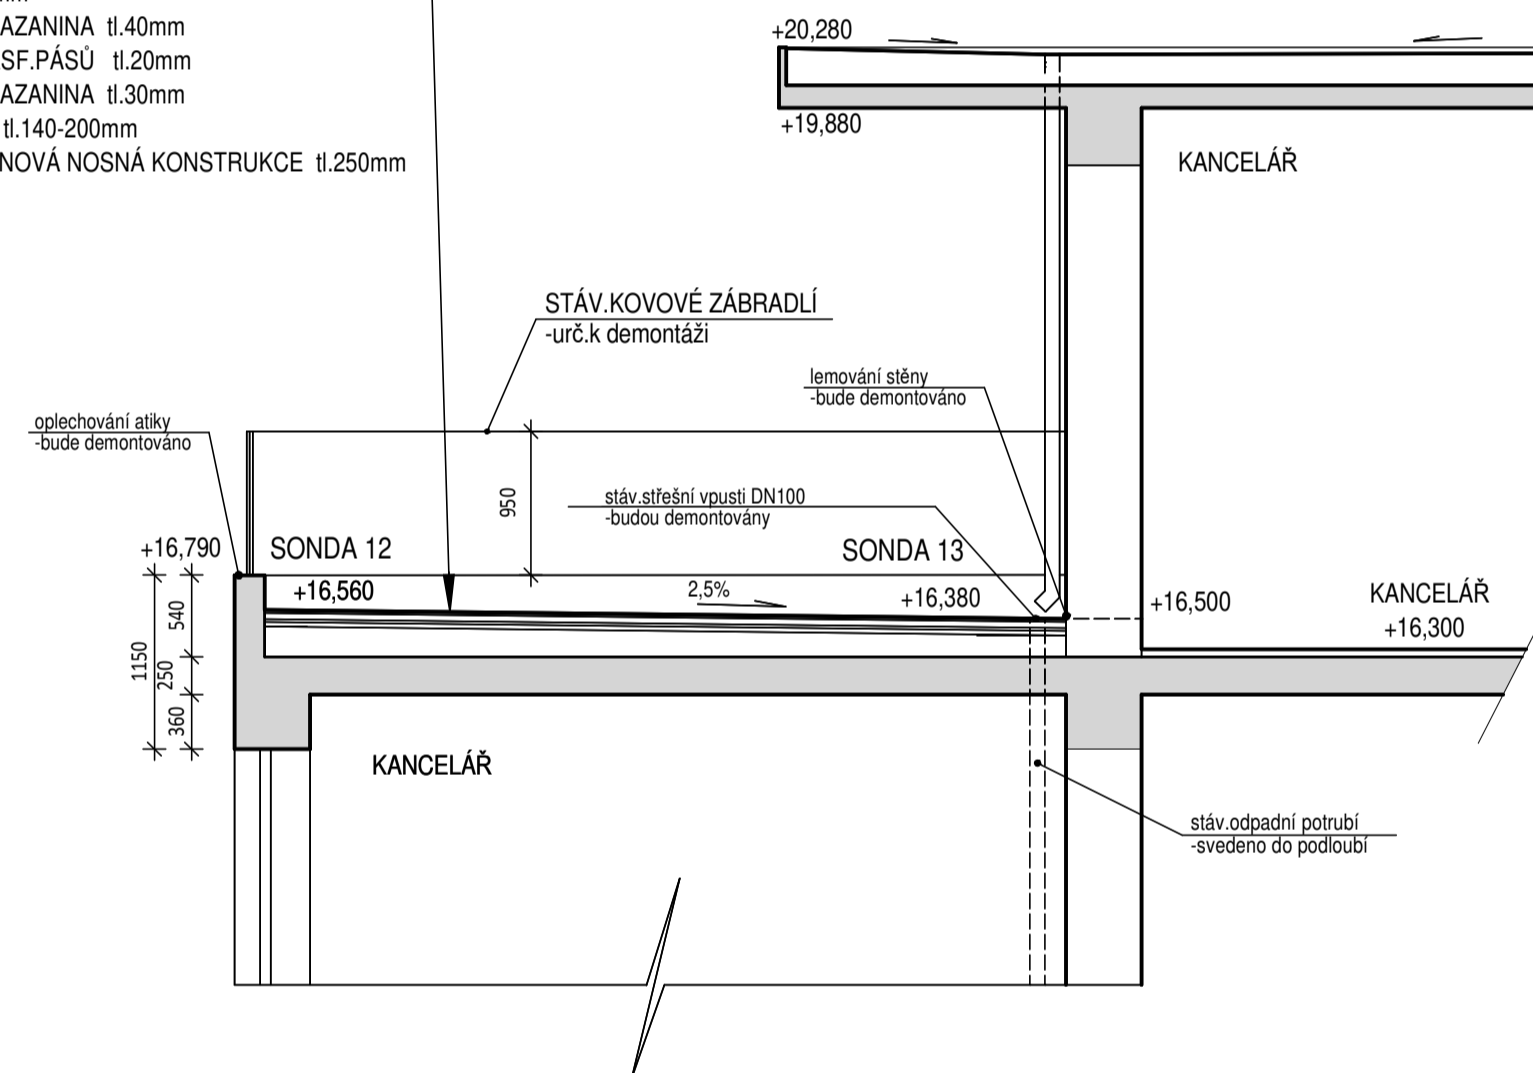 AZANINA tl.40mm
SF.PÁSŮ tl.20mm
AZANINA tl.30mm
tl.140-200mm
NOVÁ NOSNÁ KONSTRUKCE tl.250mm
+20,280
+19,880
KANCELÁŘ
STÁV.KOVOVÉ ZÁBRADLÍ
-urč.k demontáži
lemování stěny
-bude demontováno
oplechování atiky
-bude demontováno
950
stáv.střešní vpusti DN100
-budou demontovány
+16,790
SONDA 12
SONDA 13
+16,560
2,5%
+16,380
+16,500
KANCELÁŘ
+16,300
1150
540
250
360
KANCELÁŘ
stáv.odpadní potrubí
-svedeno do podloubí